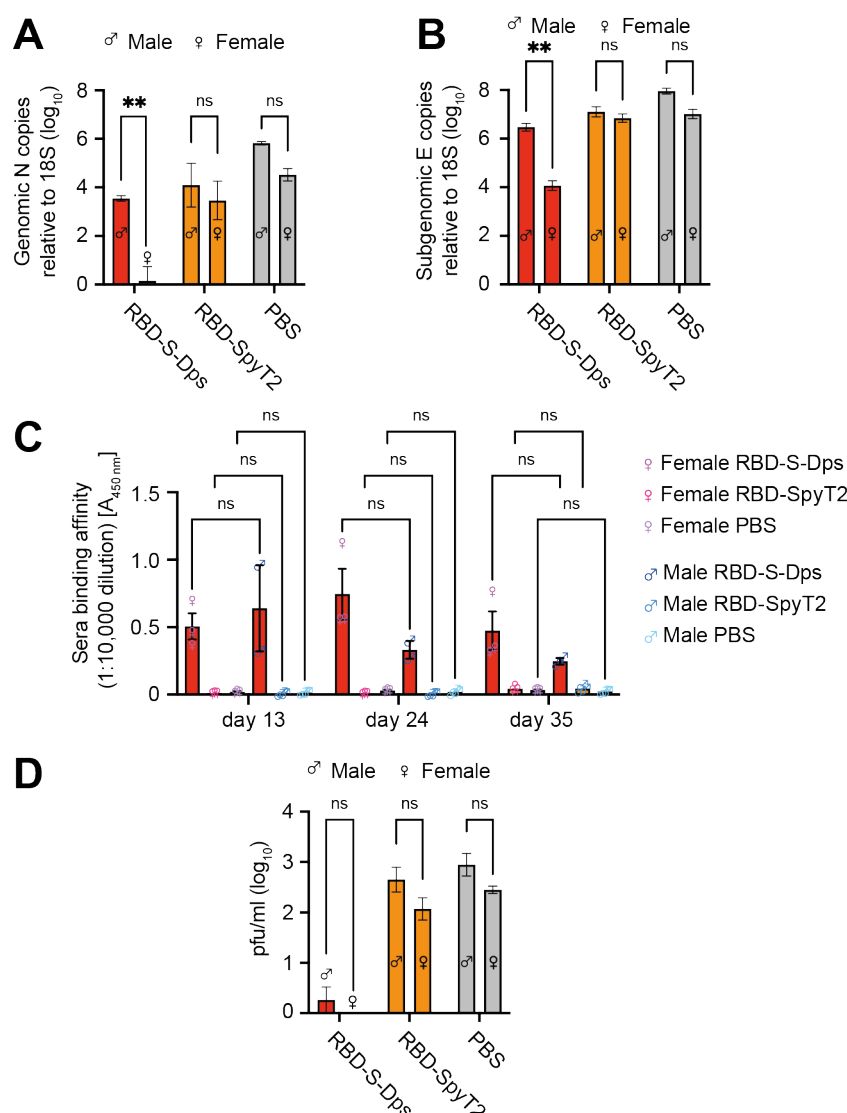 A
♂ Male ♀ Female
Genomic N copies
relative to 18S (log10)
8
6
4
2
0
** ns ns
♂ ♀ ♂ ♀ ♂ ♀
RBD-S-Dps
RBD-SpyT2
PBS
B
♂ Male ♀ Female
Subgenomic E copies
relative to 18S (log10)
8
6
4
2
0
** ns ns
♂ ♀ ♂ ♀ ♂ ♀
RBD-S-Dps
RBD-SpyT2
PBS
C
Sera binding affinity
(1:10,000 dilution) [A450 nm]
1.5
1.0
0.5
0
ns ns ns
ns ns ns
ns ns ns
day 13 day 24 day 35
♀ Female RBD-S-Dps
♀ Female RBD-SpyT2
♀ Female PBS
♂ Male RBD-S-Dps
♂ Male RBD-SpyT2
♂ Male PBS
D
♂ Male ♀ Female
pfu/ml (log10)
4
3
2
1
0
ns ns ns
♂ ♀ ♂ ♀ ♂ ♀
RBD-S-Dps
RBD-SpyT2
PBS